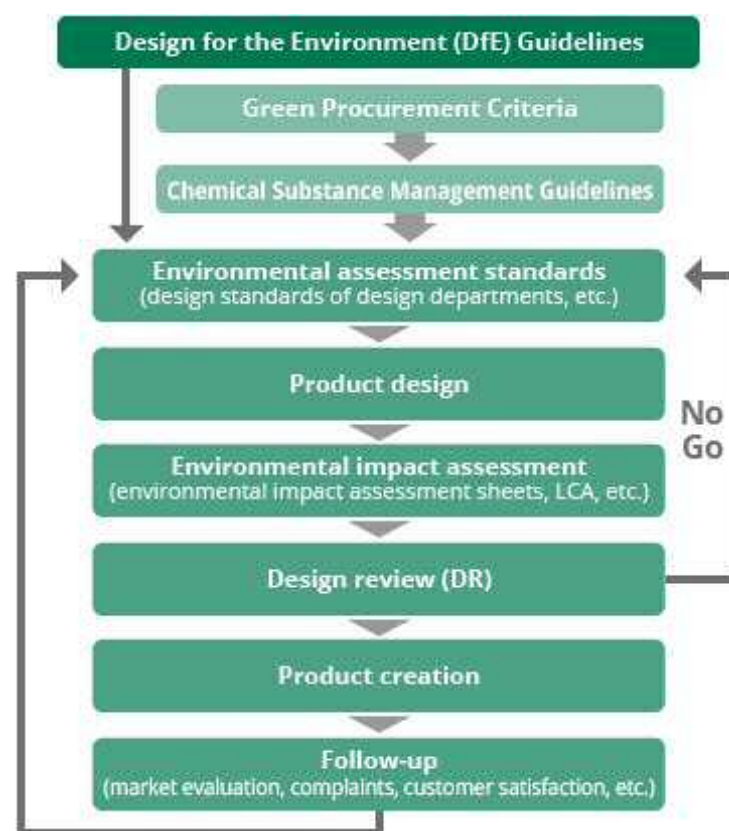 Design for the Environment (DfE) Guidelines
Green Procurement Criteria
Chemical Substance Management Guidelines
Environmental assessment standards
(design standards of design departments, etc.)
Product design
No
Go
Environmental impact assessment
(environmental impact assessment sheets, LCA, etc.)
Design review (DR)
Product creation
Follow-up
(market evaluation, complaints, customer satisfaction, etc.)